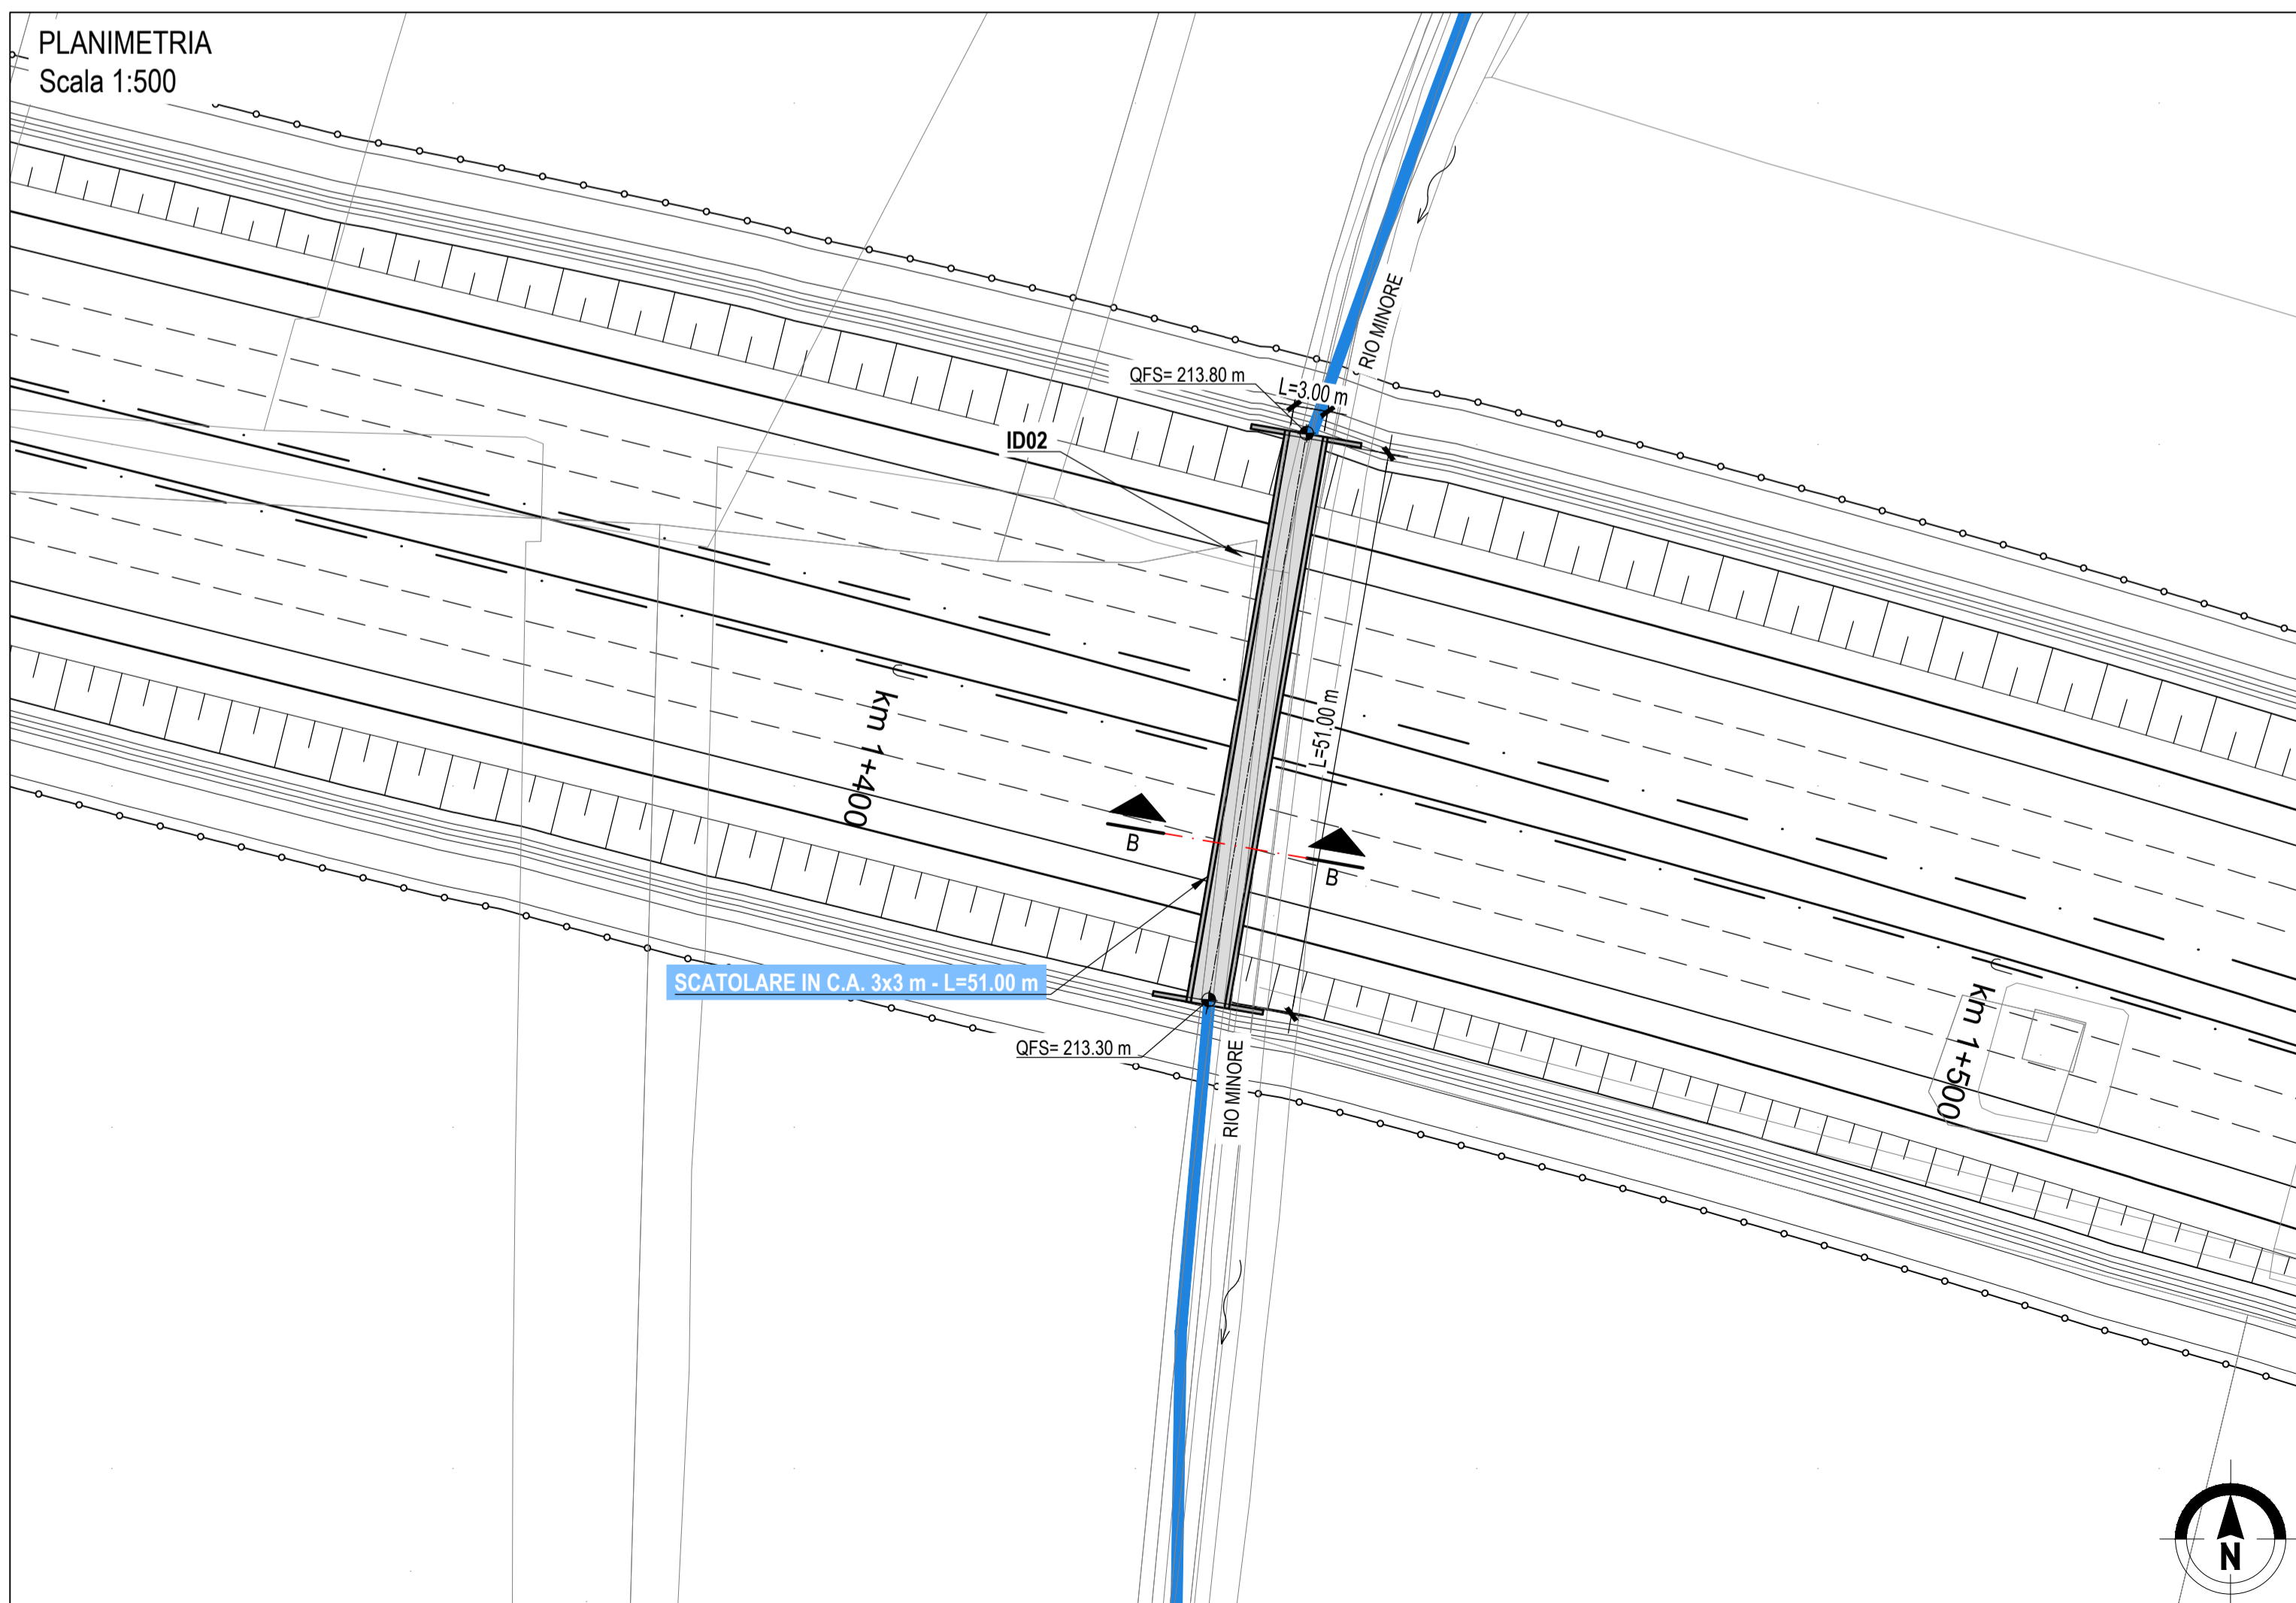 PLANIMETRIA
Scala 1:500
RIO MINORE
QFS= 213.80 m
L=3.00 m
ID02
L=51.00 m
km 1+400
B
B
SCATOLARE IN C.A. 3x3 m - L=51.00 m
QFS= 213.30 m
RIO MINORE
km 1+500
N